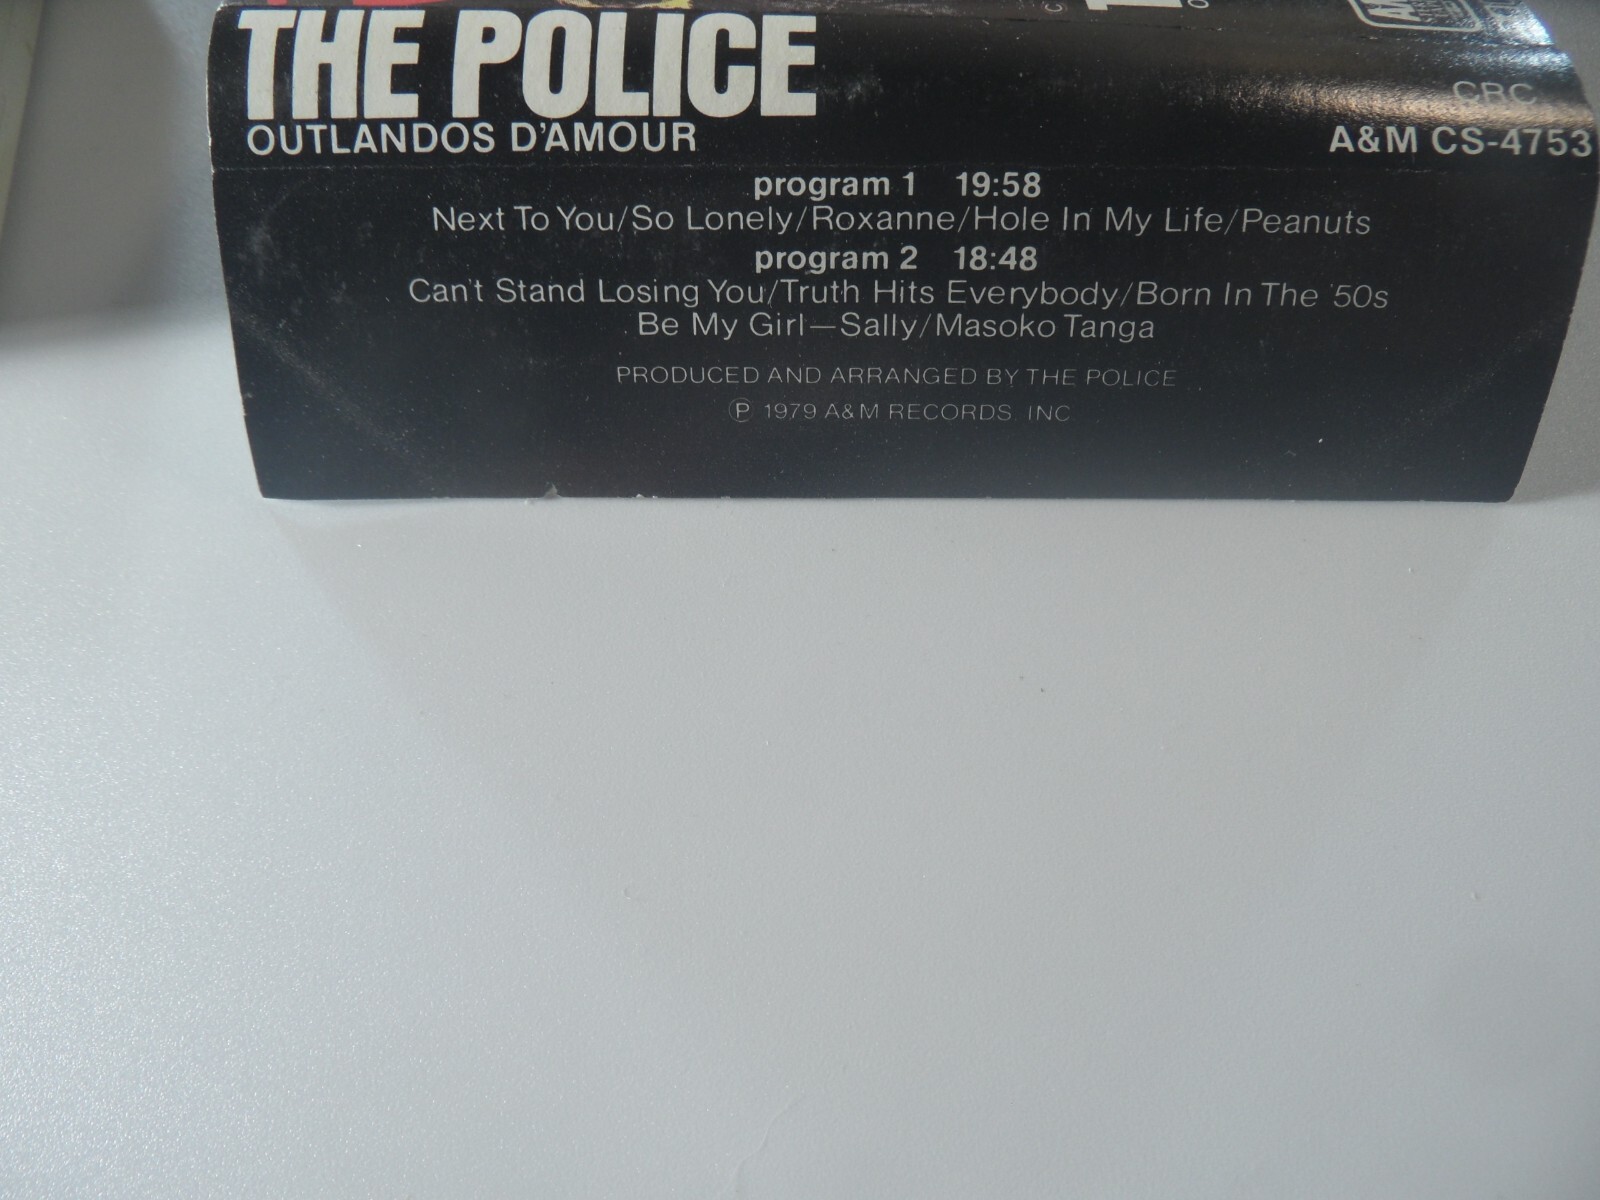 THE POLICE
CRC
OUTLANDOS D'AMOUR
A&M CS-4753
program 1 19:58
Next To You/So Lonely/Roxanne/Hole In My Life/Peanuts
program 2 18:48
Can't Stand Losing You/Truth Hits Everybody/Born In The '50s
Be My Girl—Sally/Masoko Tanga
PRODUCED AND ARRANGED BY THE POLICE
Ⓟ 1979 A&M RECORDS. INC